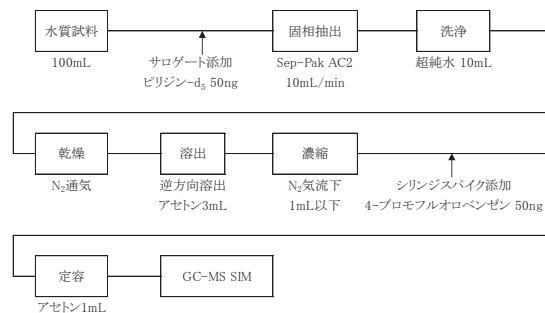 水質試料
固相抽出
洗浄
100mL
サロゲート添加
ピリジン-d₅ 50ng
Sep-Pak AC2
10mL/min
超純水 10mL
乾燥
溶出
濃縮
N₂通気
逆方向溶出
アセトン3mL
N₂気流下
1mL以下
シリンジスパイク添加
4-ブロモフルオロベンゼン 50ng
定容
GC-MS SIM
アセトン1mL